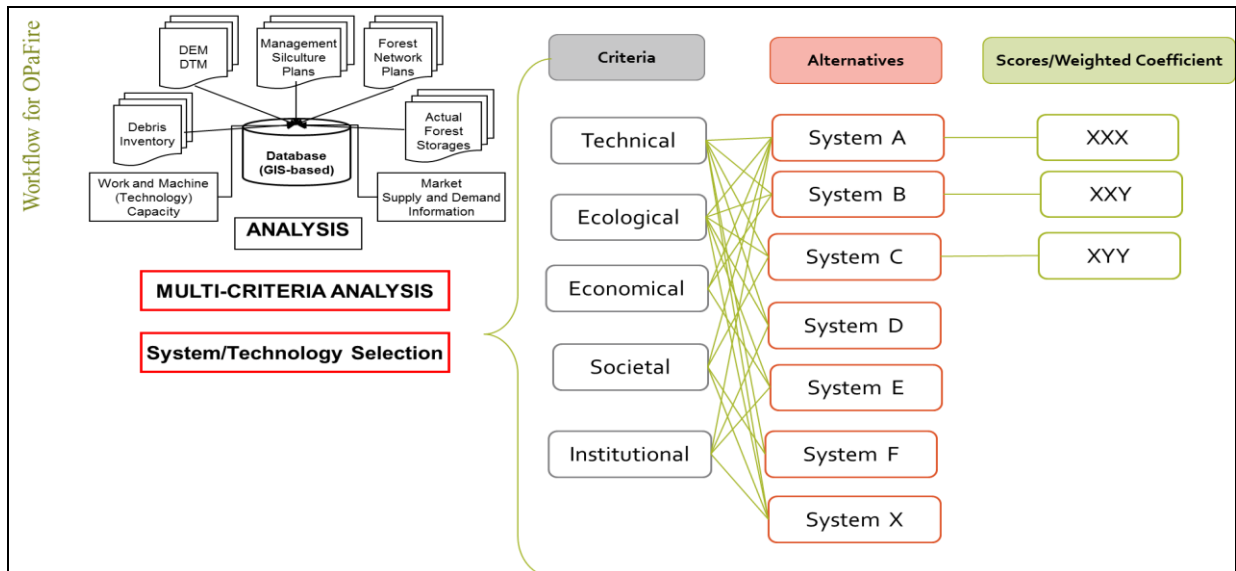 Workflow for OPaFire
DEM
DTM
Management
Silculture
Plans
Forest
Network
Plans
Debris
Inventory
Database
(GIS-based)
Actual
Forest
Storages
Work and Machine
(Technology)
Capacity
Market
Supply and Demand
Information
ANALYSIS
MULTI-CRITERIA ANALYSIS
System/Technology Selection
Criteria
Alternatives
Scores/Weighted Coefficient
Technical
System A
XXX
Ecological
System B
XXY
Economical
System C
XYY
Societal
System D
Institutional
System E
System F
System X